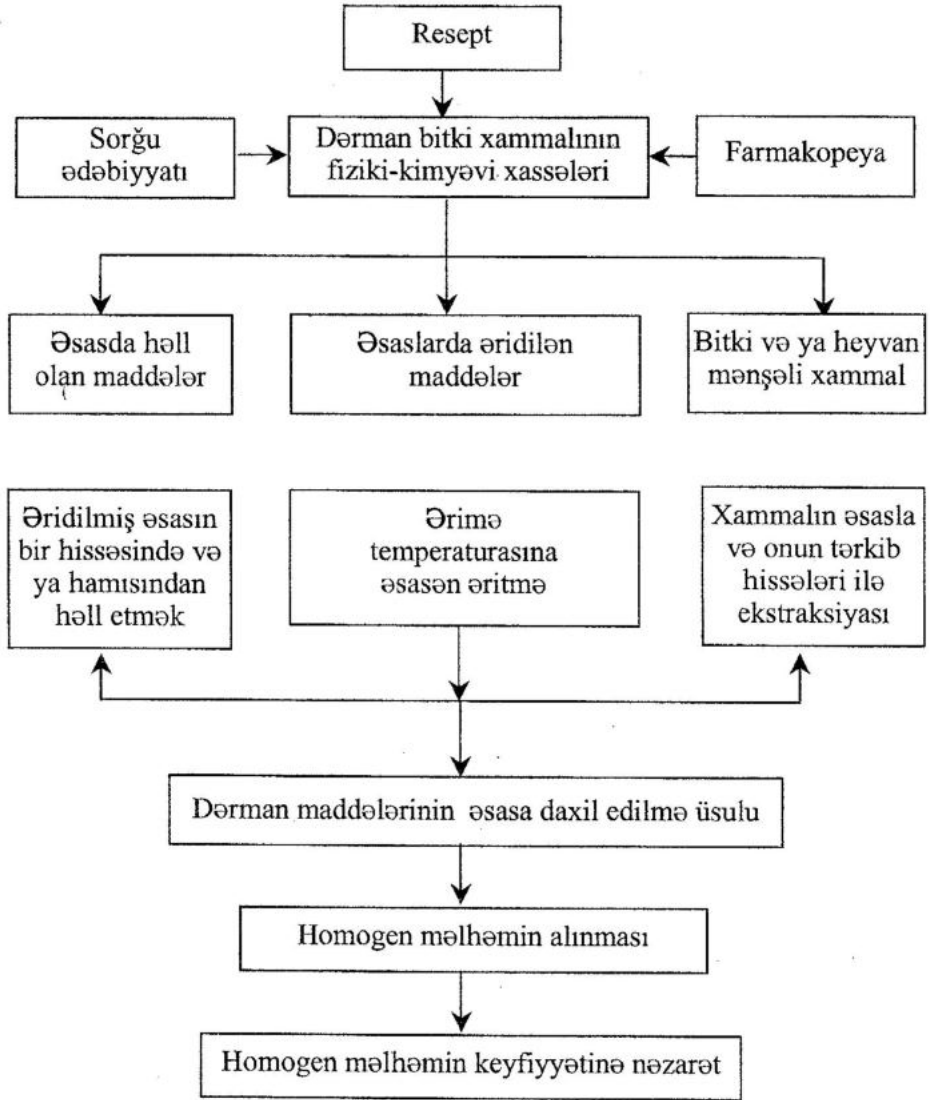 Resept
Sorğu
ədəbiyyatı
Dərman bitki xammalının
fiziki-kimyəvi xassələri
Farmakopeya
Əsasda həll
olan maddələr
Əsaslarda əridilən
maddələr
Bitki və ya heyvan
mənşəli xammal
Əridilmiş əsasın
bir hissəsində və
ya hamısından
həll etmək
Ərimə
temperaturasına
əsasən əritmə
Xammalın əsasla
və onun tərkib
hissələri ilə
ekstraksiyası
Dərman maddələrinin əsasa daxil edilmə üsulu
Homogen məlhəmin alınması
Homogen məlhəmin keyfiyyətinə nəzarət